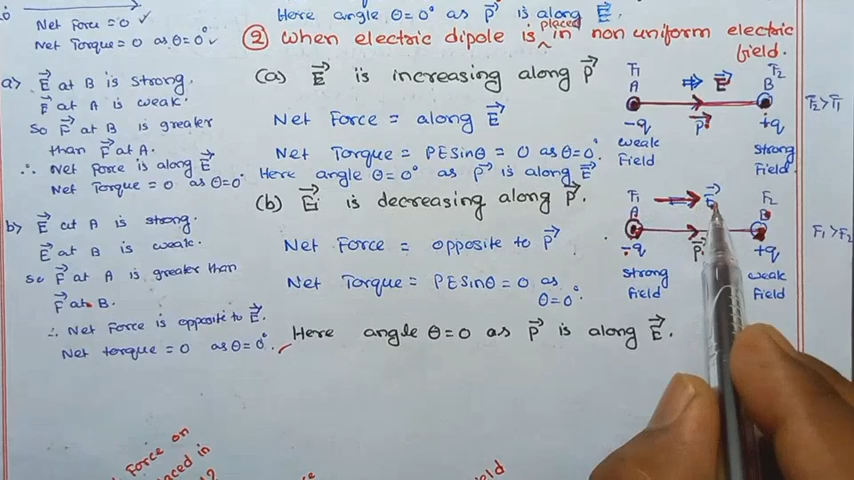 Net Force = 0 ✓
Net Torque = 0 as θ = 0° ✓
a) E⃗ at B is strong.
E⃗ at A is weak.
So F⃗ at B is greater
than F⃗ at A.
∴ Net Force is along E⃗
Net Torque = 0 as θ = 0°
b) E⃗ at A is strong.
E⃗ at B is weak.
so F⃗ at A is greater than
F⃗ at B.
∴ Net Force is opposite to E⃗.
Net torque = 0 as θ = 0°.
Here angle θ = 0° as P⃗ is along E⃗.
② when electric dipole is placed in non uniform electric
field.
(a) E⃗ is increasing along P⃗
Net Force = along E⃗
Net Torque = PE sinθ = 0 as θ = 0°.
Here angle θ = 0° as P⃗ is along E⃗
(b) E⃗ is decreasing along P⃗.
Net Force = opposite to P⃗
Net Torque = PE sinθ = 0 as
θ = 0°
Here angle θ = 0 as P⃗ is along E⃗.
F₁ ⇒ E⃗ F₂
A B
F₂ > F₁
-q P⃗ +q
weak strong
Field Field.
F₁ E⃗ F₂
A B
F₁ > F₂
-q P⃗ +q
strong weak
field Field
Force on
placed in